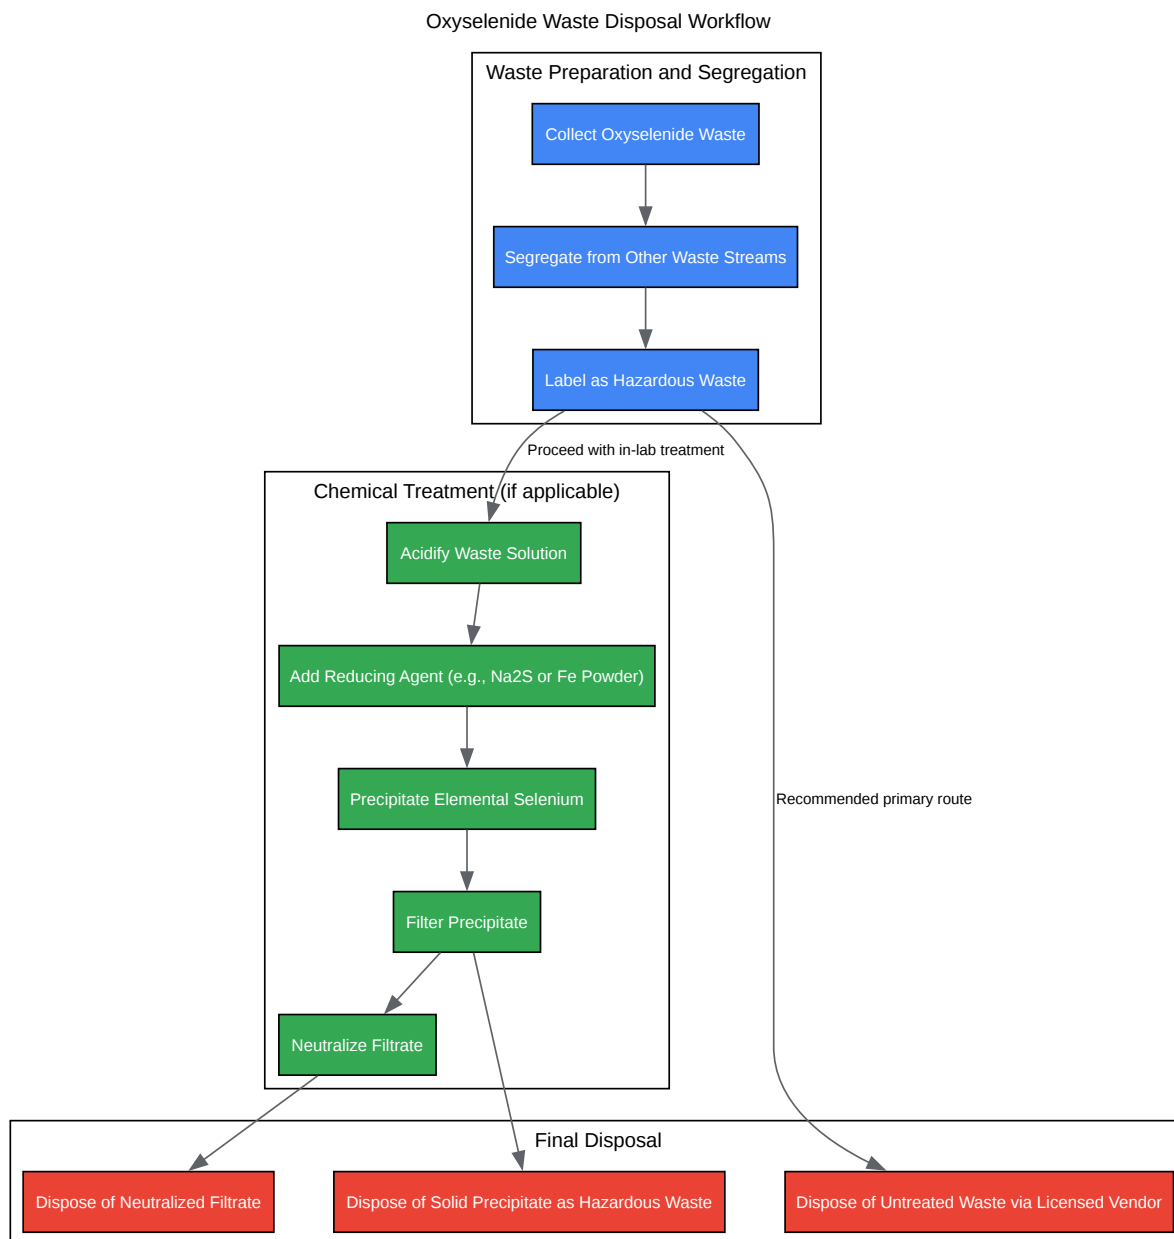 Oxyselenide Waste Disposal Workflow
Waste Preparation and Segregation
Collect Oxyselenide Waste
Segregate from Other Waste Streams
Label as Hazardous Waste
Proceed with in-lab treatment
Chemical Treatment (if applicable)
Acidify Waste Solution
Add Reducing Agent (e.g., Na2S or Fe Powder)
Precipitate Elemental Selenium
Recommended primary route
Filter Precipitate
Neutralize Filtrate
Final Disposal
Dispose of Neutralized Filtrate
Dispose of Solid Precipitate as Hazardous Waste
Dispose of Untreated Waste via Licensed Vendor